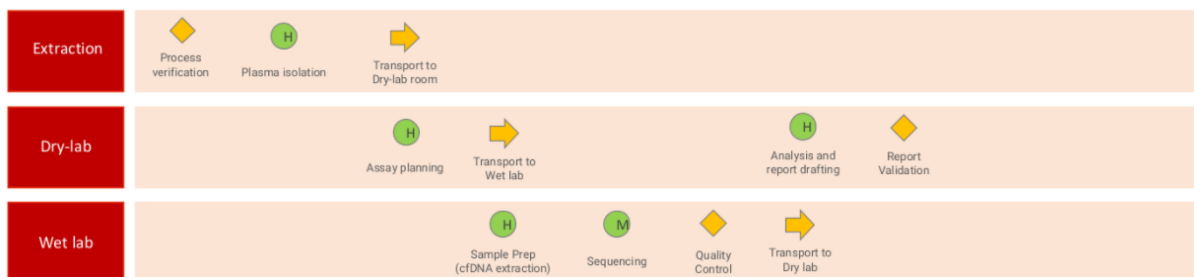 Extraction
H
Process
verification
Plasma isolation
Transport to
Dry-lab room
Dry-lab
H
Assay planning
Transport to
Wet lab
H
Analysis and
report drafting
Report
Validation
Wet lab
H
Sample Prep
(cfDNA extraction)
M
Sequencing
Quality
Control
Transport to
Dry lab